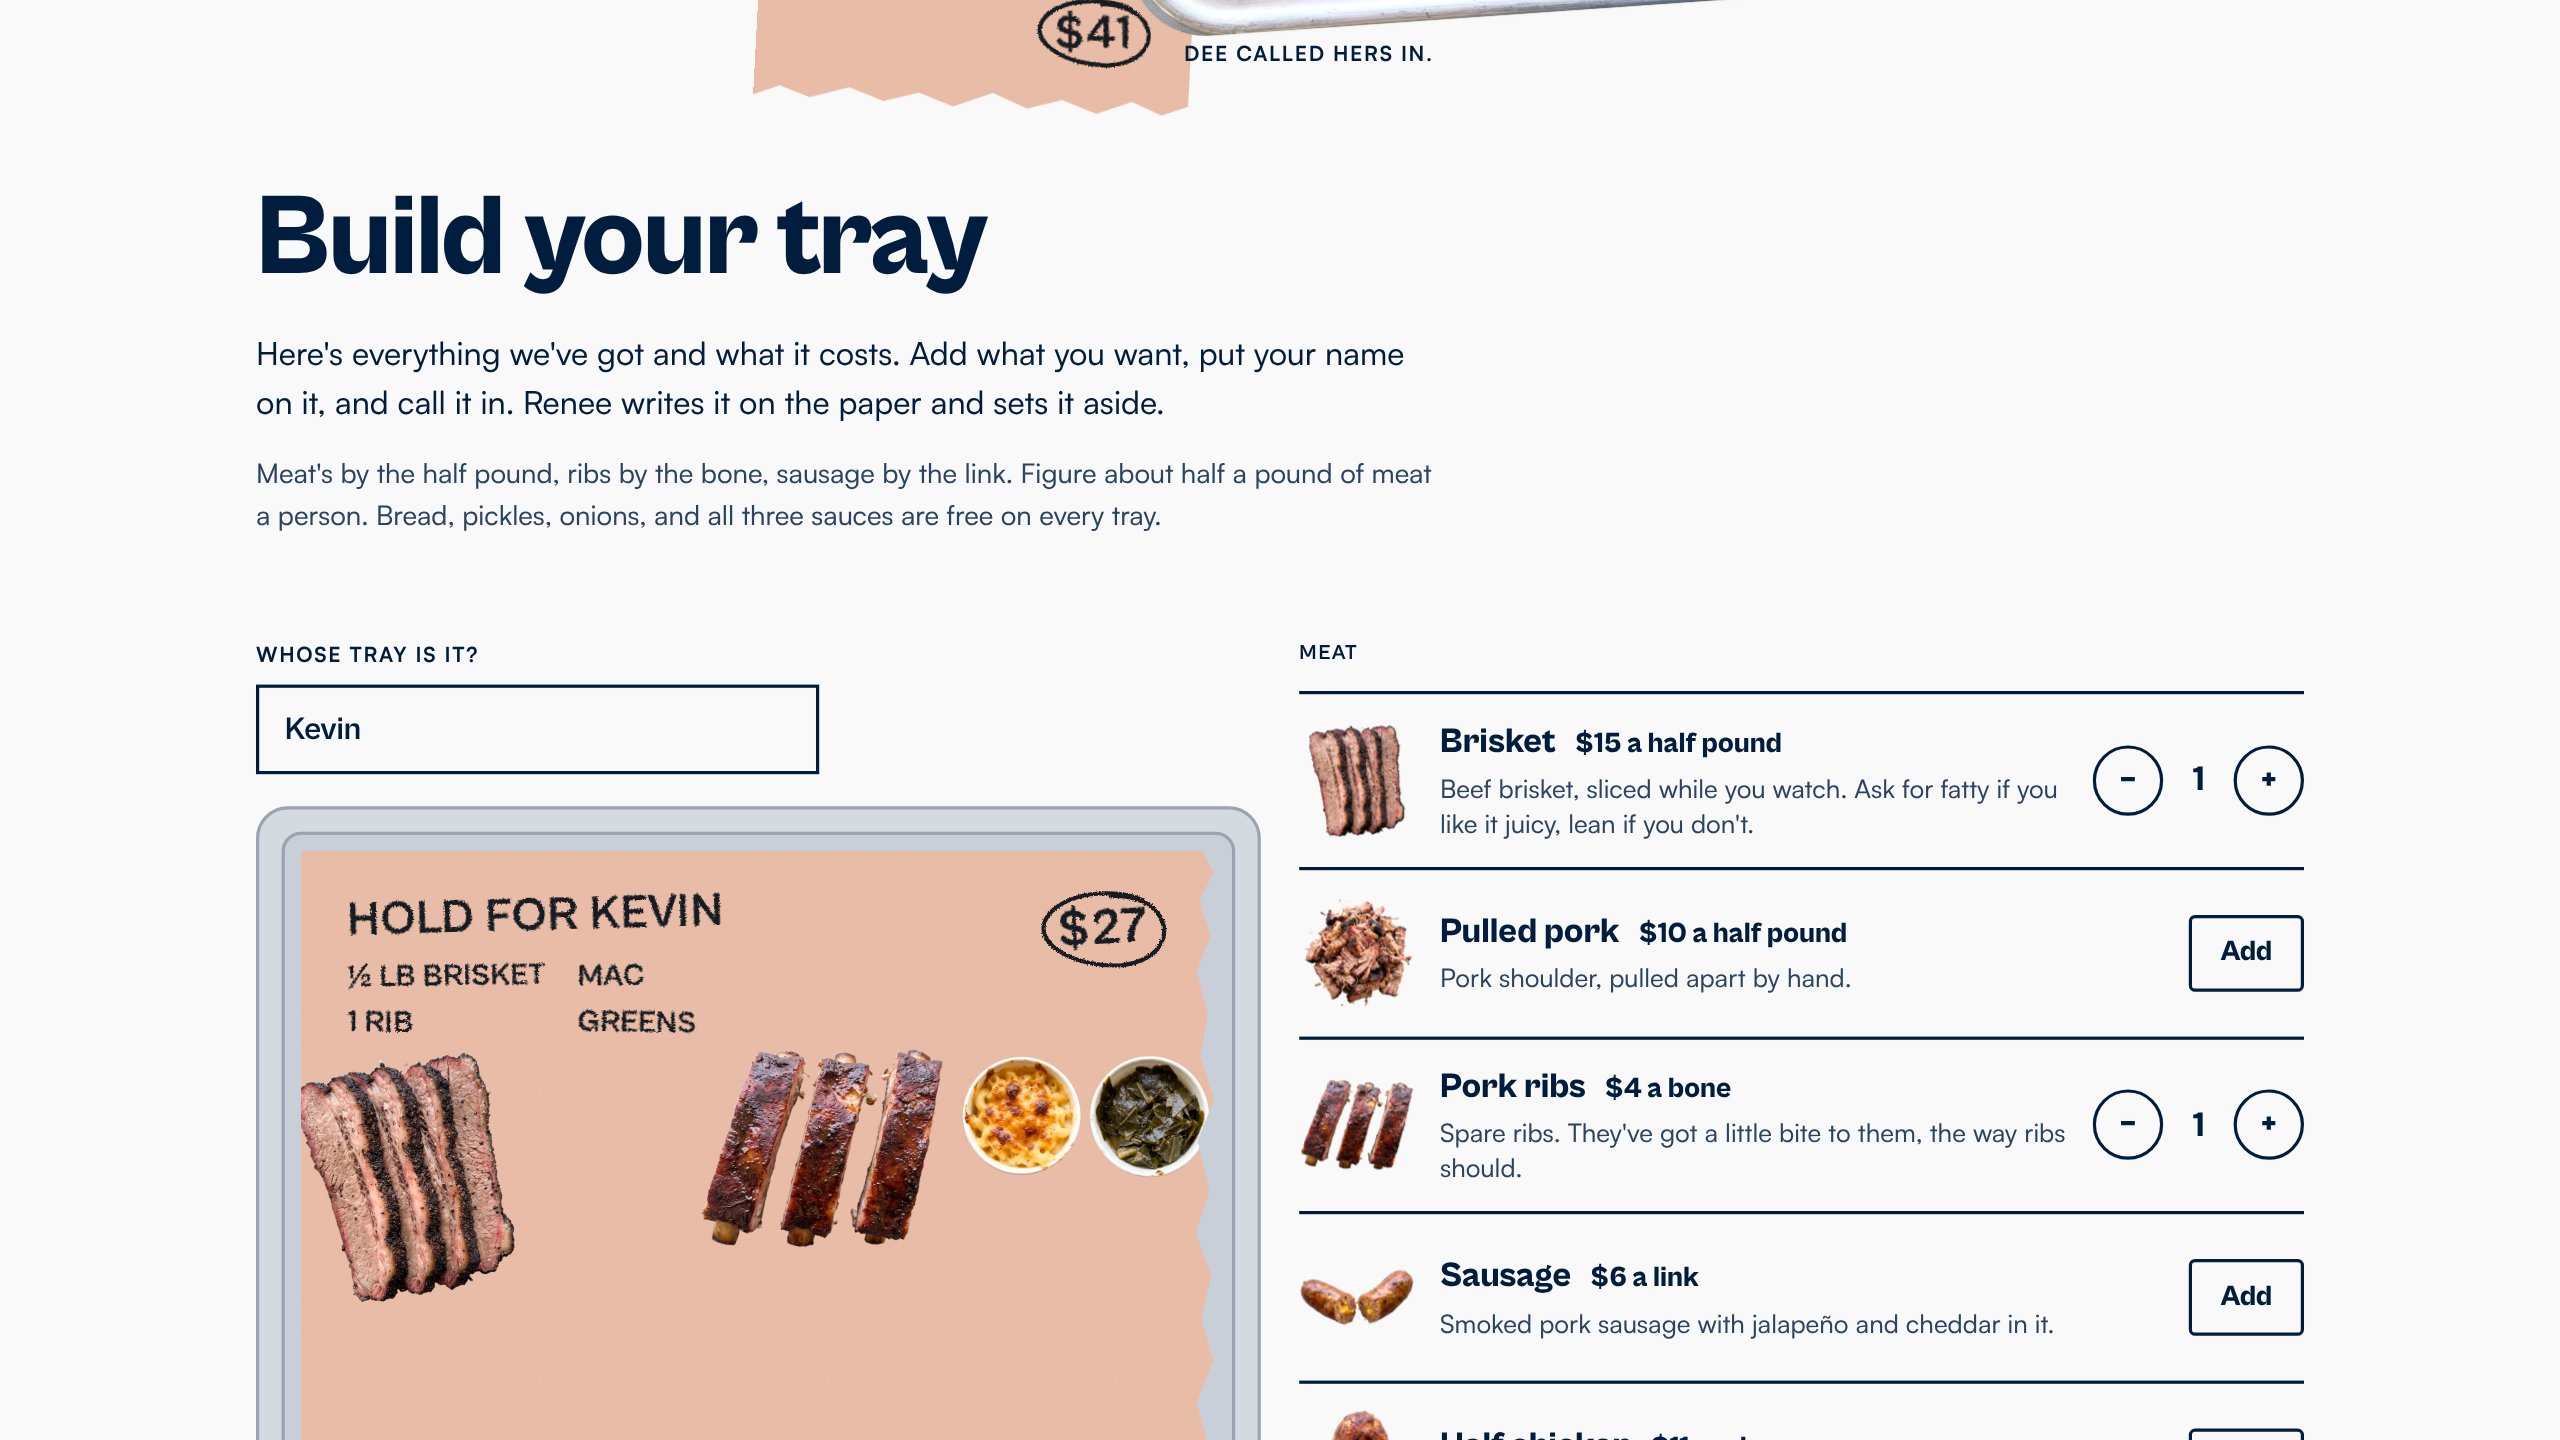 $41
DEE CALLED HERS IN.
Build your tray
Here's everything we've got and what it costs. Add what you want, put your name
on it, and call it in. Renee writes it on the paper and sets it aside.
Meat's by the half pound, ribs by the bone, sausage by the link. Figure about half a pound of meat
a person. Bread, pickles, onions, and all three sauces are free on every tray.
WHOSE TRAY IS IT?
Kevin
HOLD FOR KEVIN
$27
½ LB BRISKET
MAC
1 RIB
GREENS
MEAT
Brisket $15 a half pound
Beef brisket, sliced while you watch. Ask for fatty if you
like it juicy, lean if you don't.
− 1 +
Pulled pork $10 a half pound
Pork shoulder, pulled apart by hand.
Add
Pork ribs $4 a bone
Spare ribs. They've got a little bite to them, the way ribs
should.
− 1 +
Sausage $6 a link
Smoked pork sausage with jalapeño and cheddar in it.
Add
Half chicken